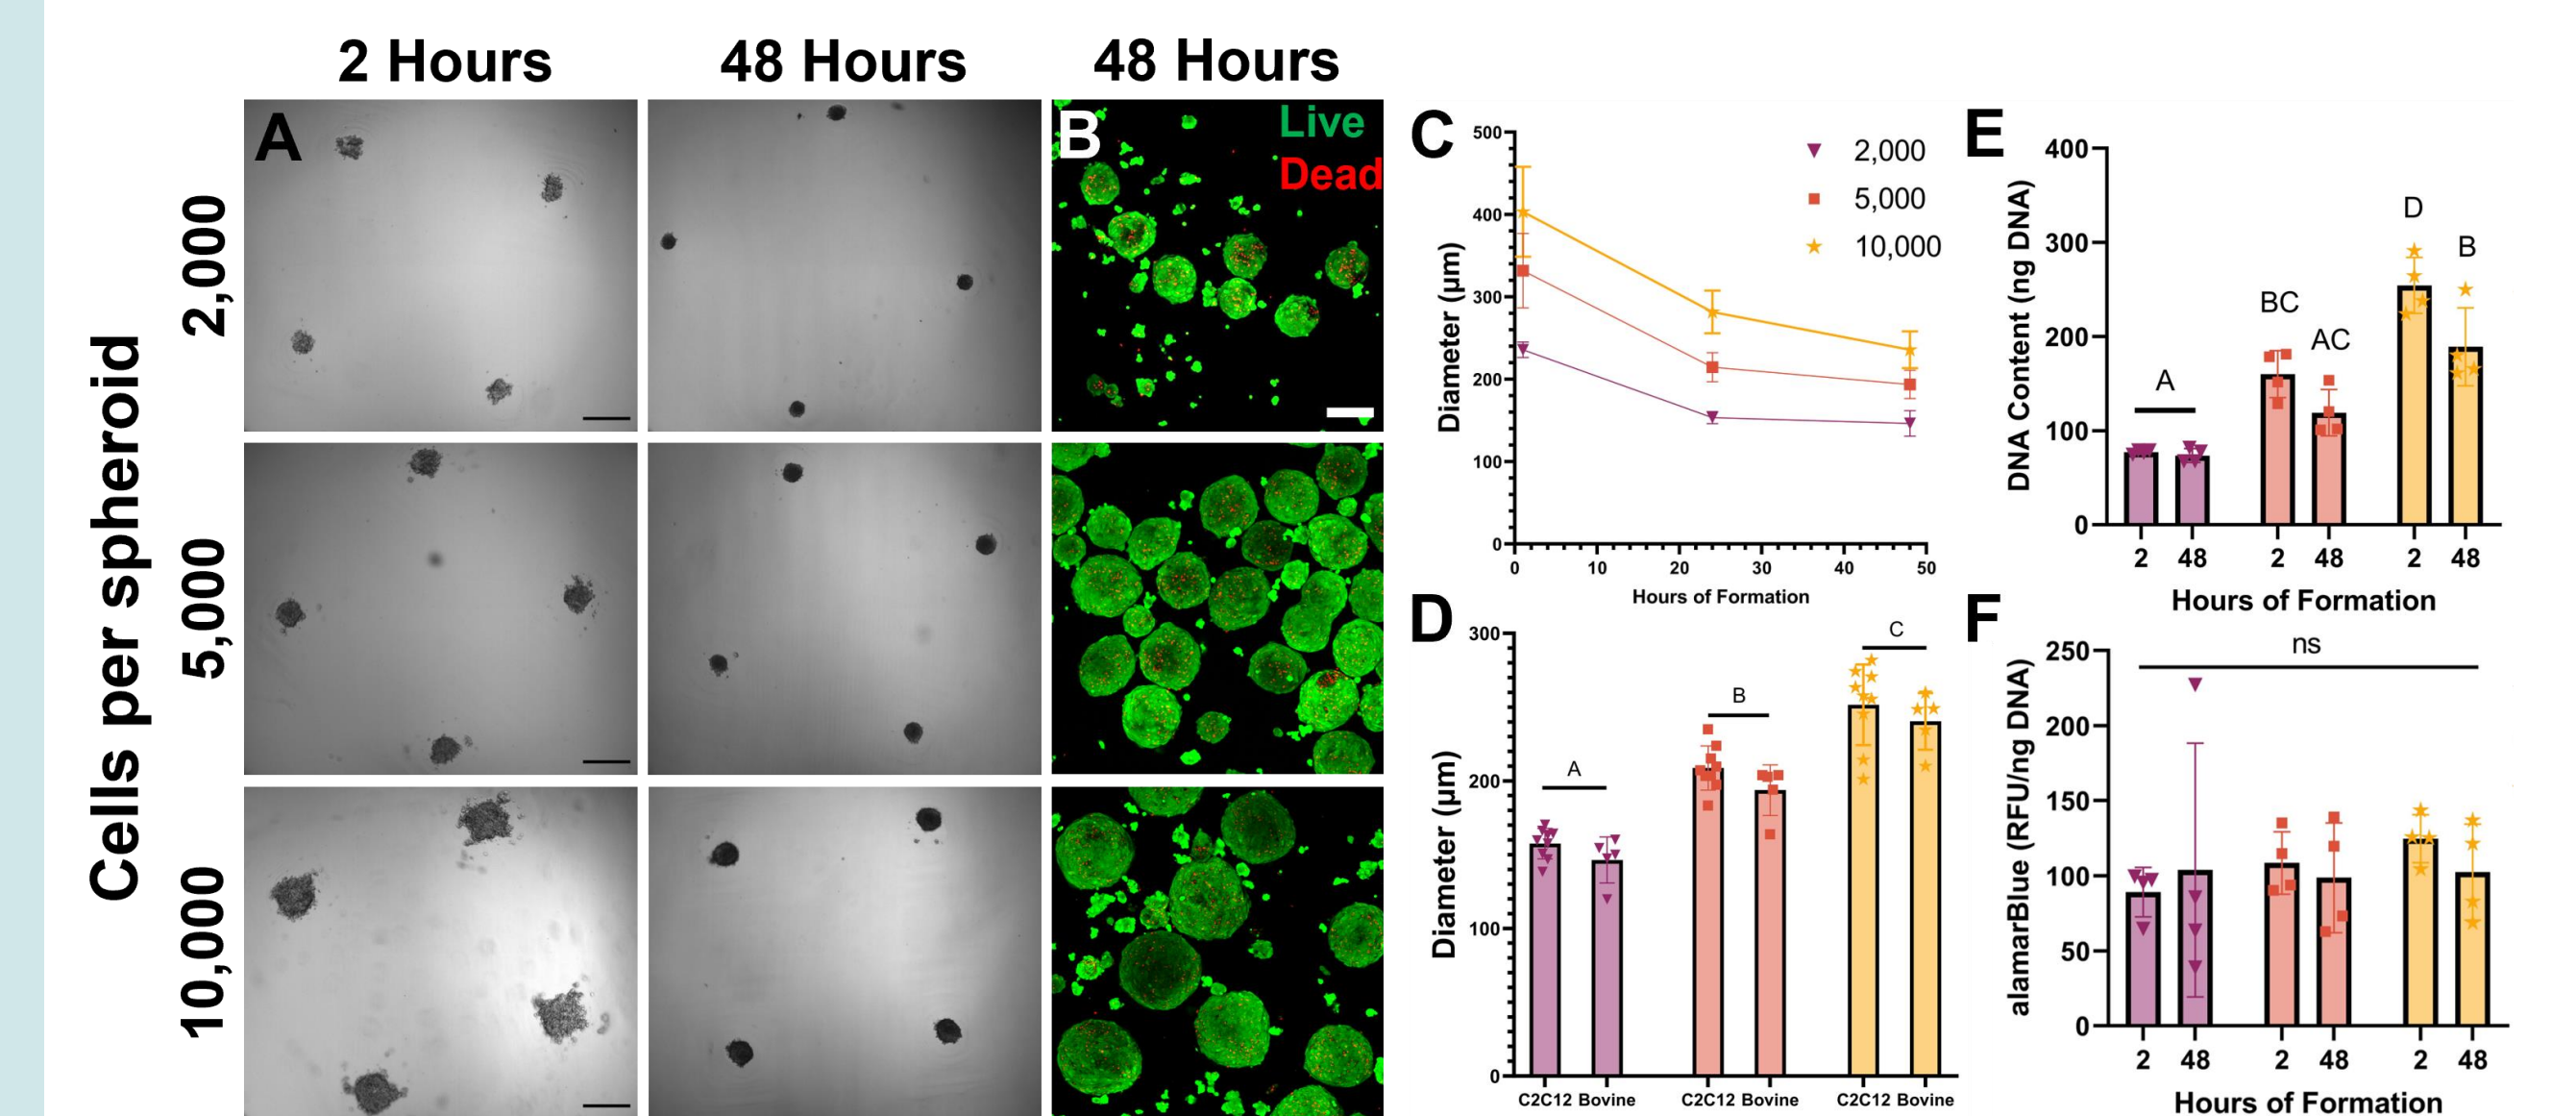 2 Hours
48 Hours
48 Hours
Cells per spheroid
2,000
5,000
10,000
A
B
Live
Dead
C
500
400
300
200
100
0
0 10 20 30 40 50
Diameter (µm)
Hours of Formation
2,000
5,000
10,000
D
300
200
100
0
Diameter (µm)
A
B
C
C2C12 Bovine
C2C12 Bovine
C2C12 Bovine
E
400
300
200
100
0
DNA Content (ng DNA)
A
BC
AC
D
B
2 48 2 48 2 48
Hours of Formation
F
250
200
150
100
50
0
alamarBlue (RFU/ng DNA)
ns
2 48 2 48 2 48
Hours of Formation